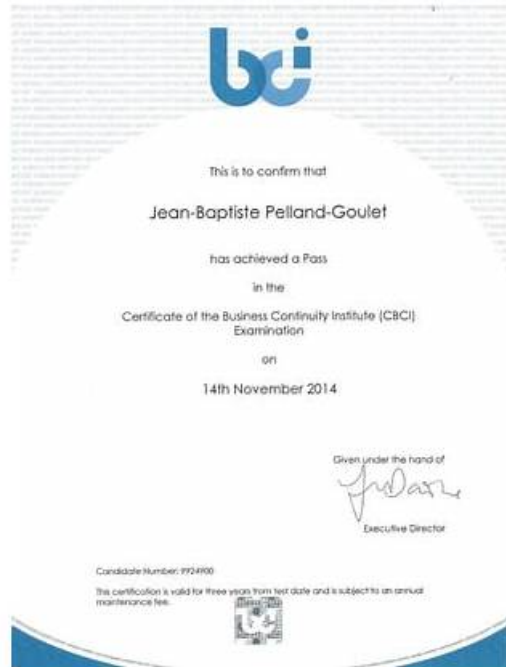 bci
This is to confirm that
Jean-Baptiste Pelland-Goulet
has achieved a Pass
in the
Certificate of the Business Continuity Institute (CBCI)
Examination
on
14th November 2014
Given under the hand of
Executive Director
Candidate Number: 9924900
This certification is valid for three years from test date and is subject to an annual
maintenance fee.